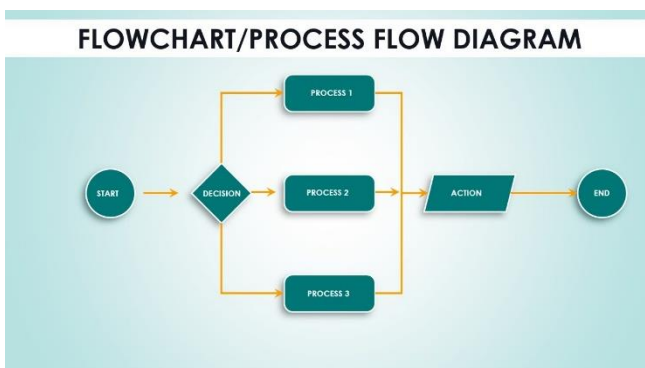 FLOWCHART/PROCESS FLOW DIAGRAM
START
DECISION
PROCESS 1
PROCESS 2
PROCESS 3
ACTION
END